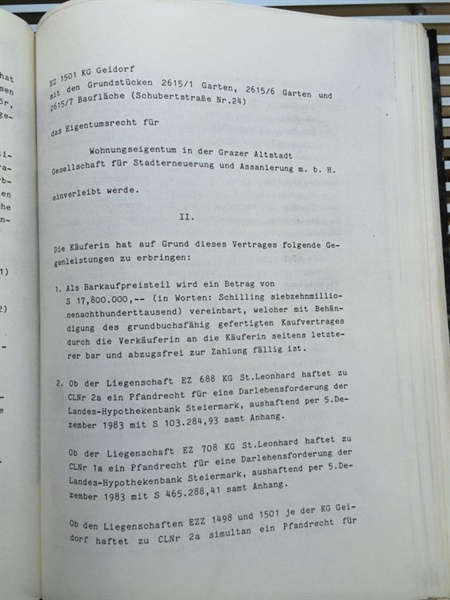 hat
sen
ör,
ge-
EZ 1501 KG Geidorf
mit den Grundstücken 2615/1 Garten, 2615/6 Garten und
2615/7 Baufläche (Schubertstraße Nr.24)
das Eigentumsrecht für
Wohnungseigentum in der Grazer Altstadt
Gesellschaft für Stadterneuerung und Assanierung m. b. H.
einverleibt werde.
II.
Die Käuferin hat auf Grund dieses Vertrages folgende Ge-
genleistungen zu erbringen:
1. Als Barkaufpreisteil wird ein Betrag von
S 17,800.000,-- (in Worten: Schilling siebzehnmillio-
nenachthunderttausend) vereinbart, welcher mit Behän-
digung des grundbuchsfähig gefertigten Kaufvertrages
durch die Verkäuferin an die Käuferin seitens letzte-
rer bar und abzugsfrei zur Zahlung fällig ist.
2. Ob der Liegenschaft EZ 688 KG St.Leonhard haftet zu
CLNr 2a ein Pfandrecht für eine Darlehensforderung der
Landes-Hypothekenbank Steiermark, aushaftend per 5.De-
zember 1983 mit S 103.284,93 samt Anhang.
Ob der Liegenschaft EZ 708 KG St.Leonhard haftet zu
CLNr 1a ein Pfandrecht für eine Darlehensforderung der
Landes-Hypothekenbank Steiermark, aushaftend per 5.De-
zember 1983 mit S 465.288,41 samt Anhang.
Ob den Liegenschaften EZZ 1498 und 1501 je der KG Gei-
dorf haftet zu CLNr 2a simultan ein Pfandrecht für